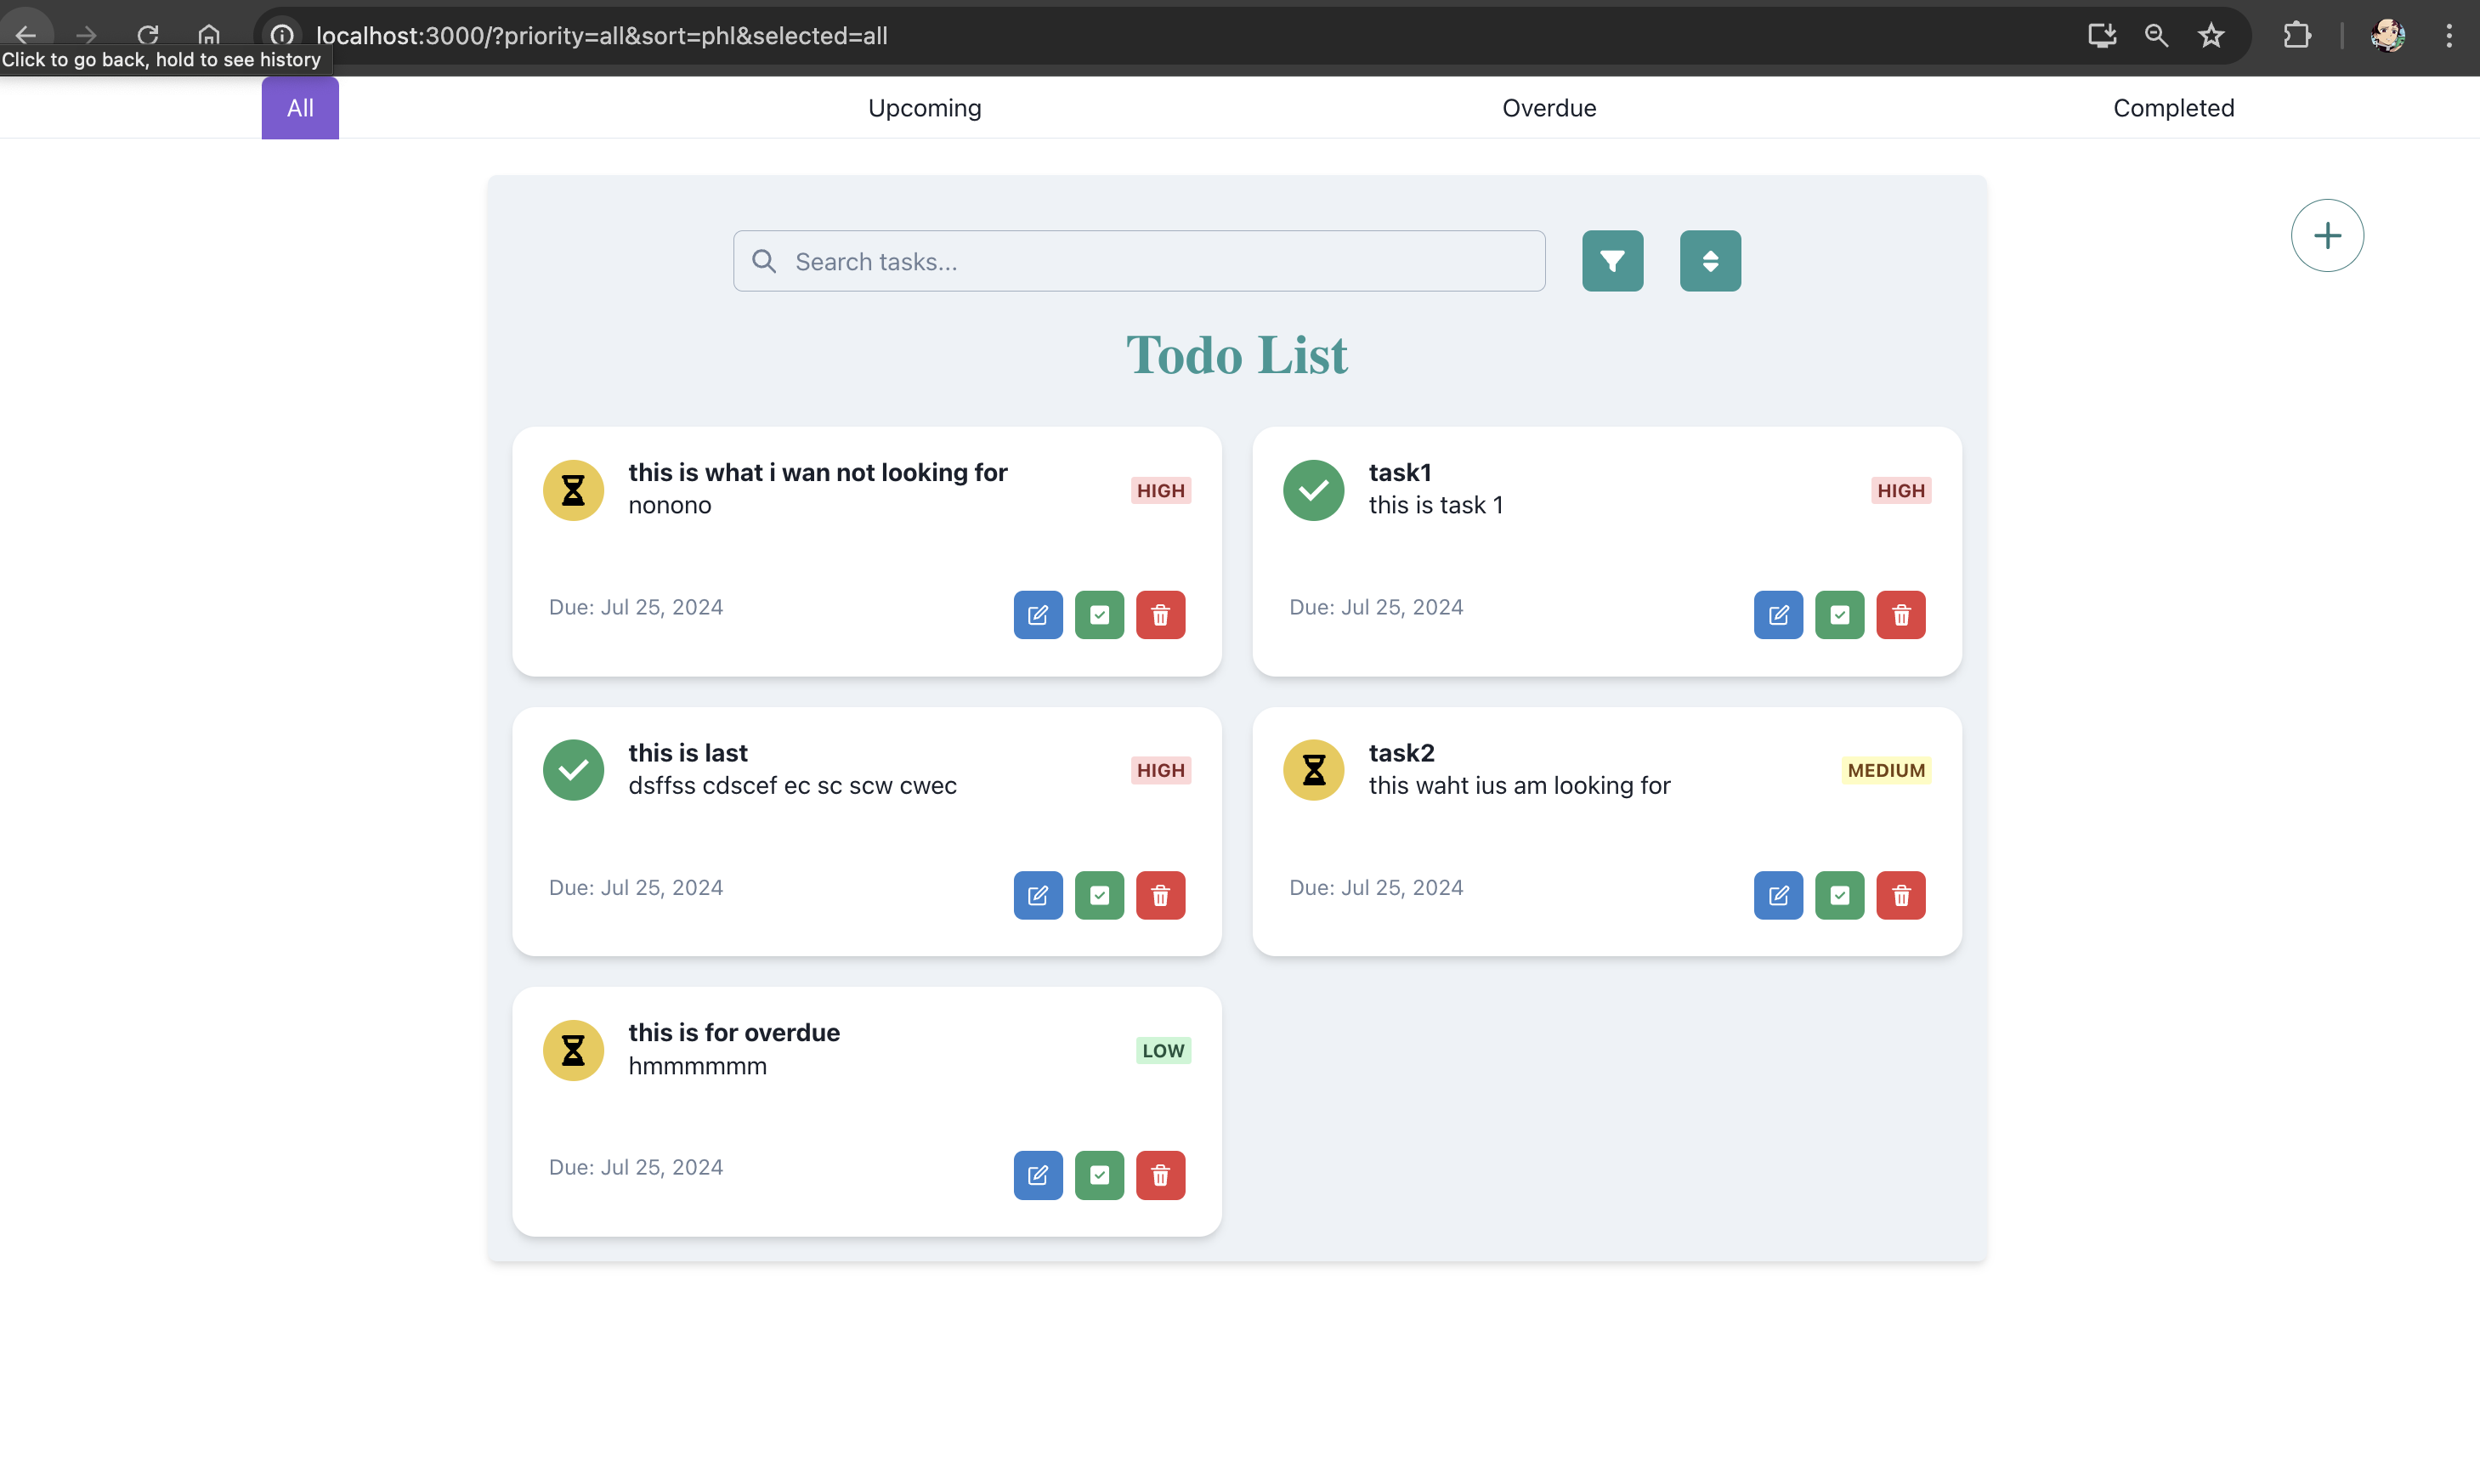 localhost:3000/?priority=all&sort=phl&selected=all
Click to go back, hold to see history
All
Upcoming
Overdue
Completed
Search tasks...
Todo List
this is what i wan not looking for
nonono
HIGH
Due: Jul 25, 2024
task1
this is task 1
HIGH
Due: Jul 25, 2024
this is last
dsffss cdscef ec sc scw cwec
HIGH
Due: Jul 25, 2024
task2
this waht ius am looking for
MEDIUM
Due: Jul 25, 2024
this is for overdue
hmmmmmm
LOW
Due: Jul 25, 2024